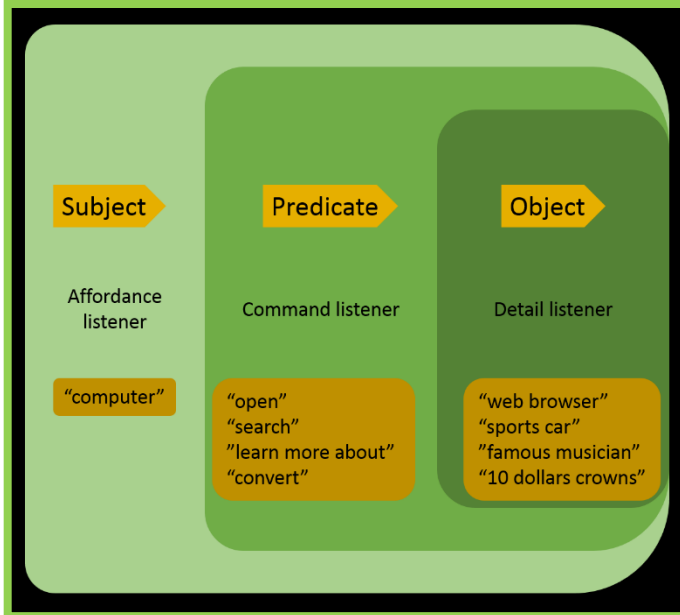 Subject
Predicate
Object
Affordance
listener
Command listener
Detail listener
“computer”
“open”
“search”
”learn more about”
“convert”
“web browser”
“sports car”
”famous musician”
“10 dollars crowns”